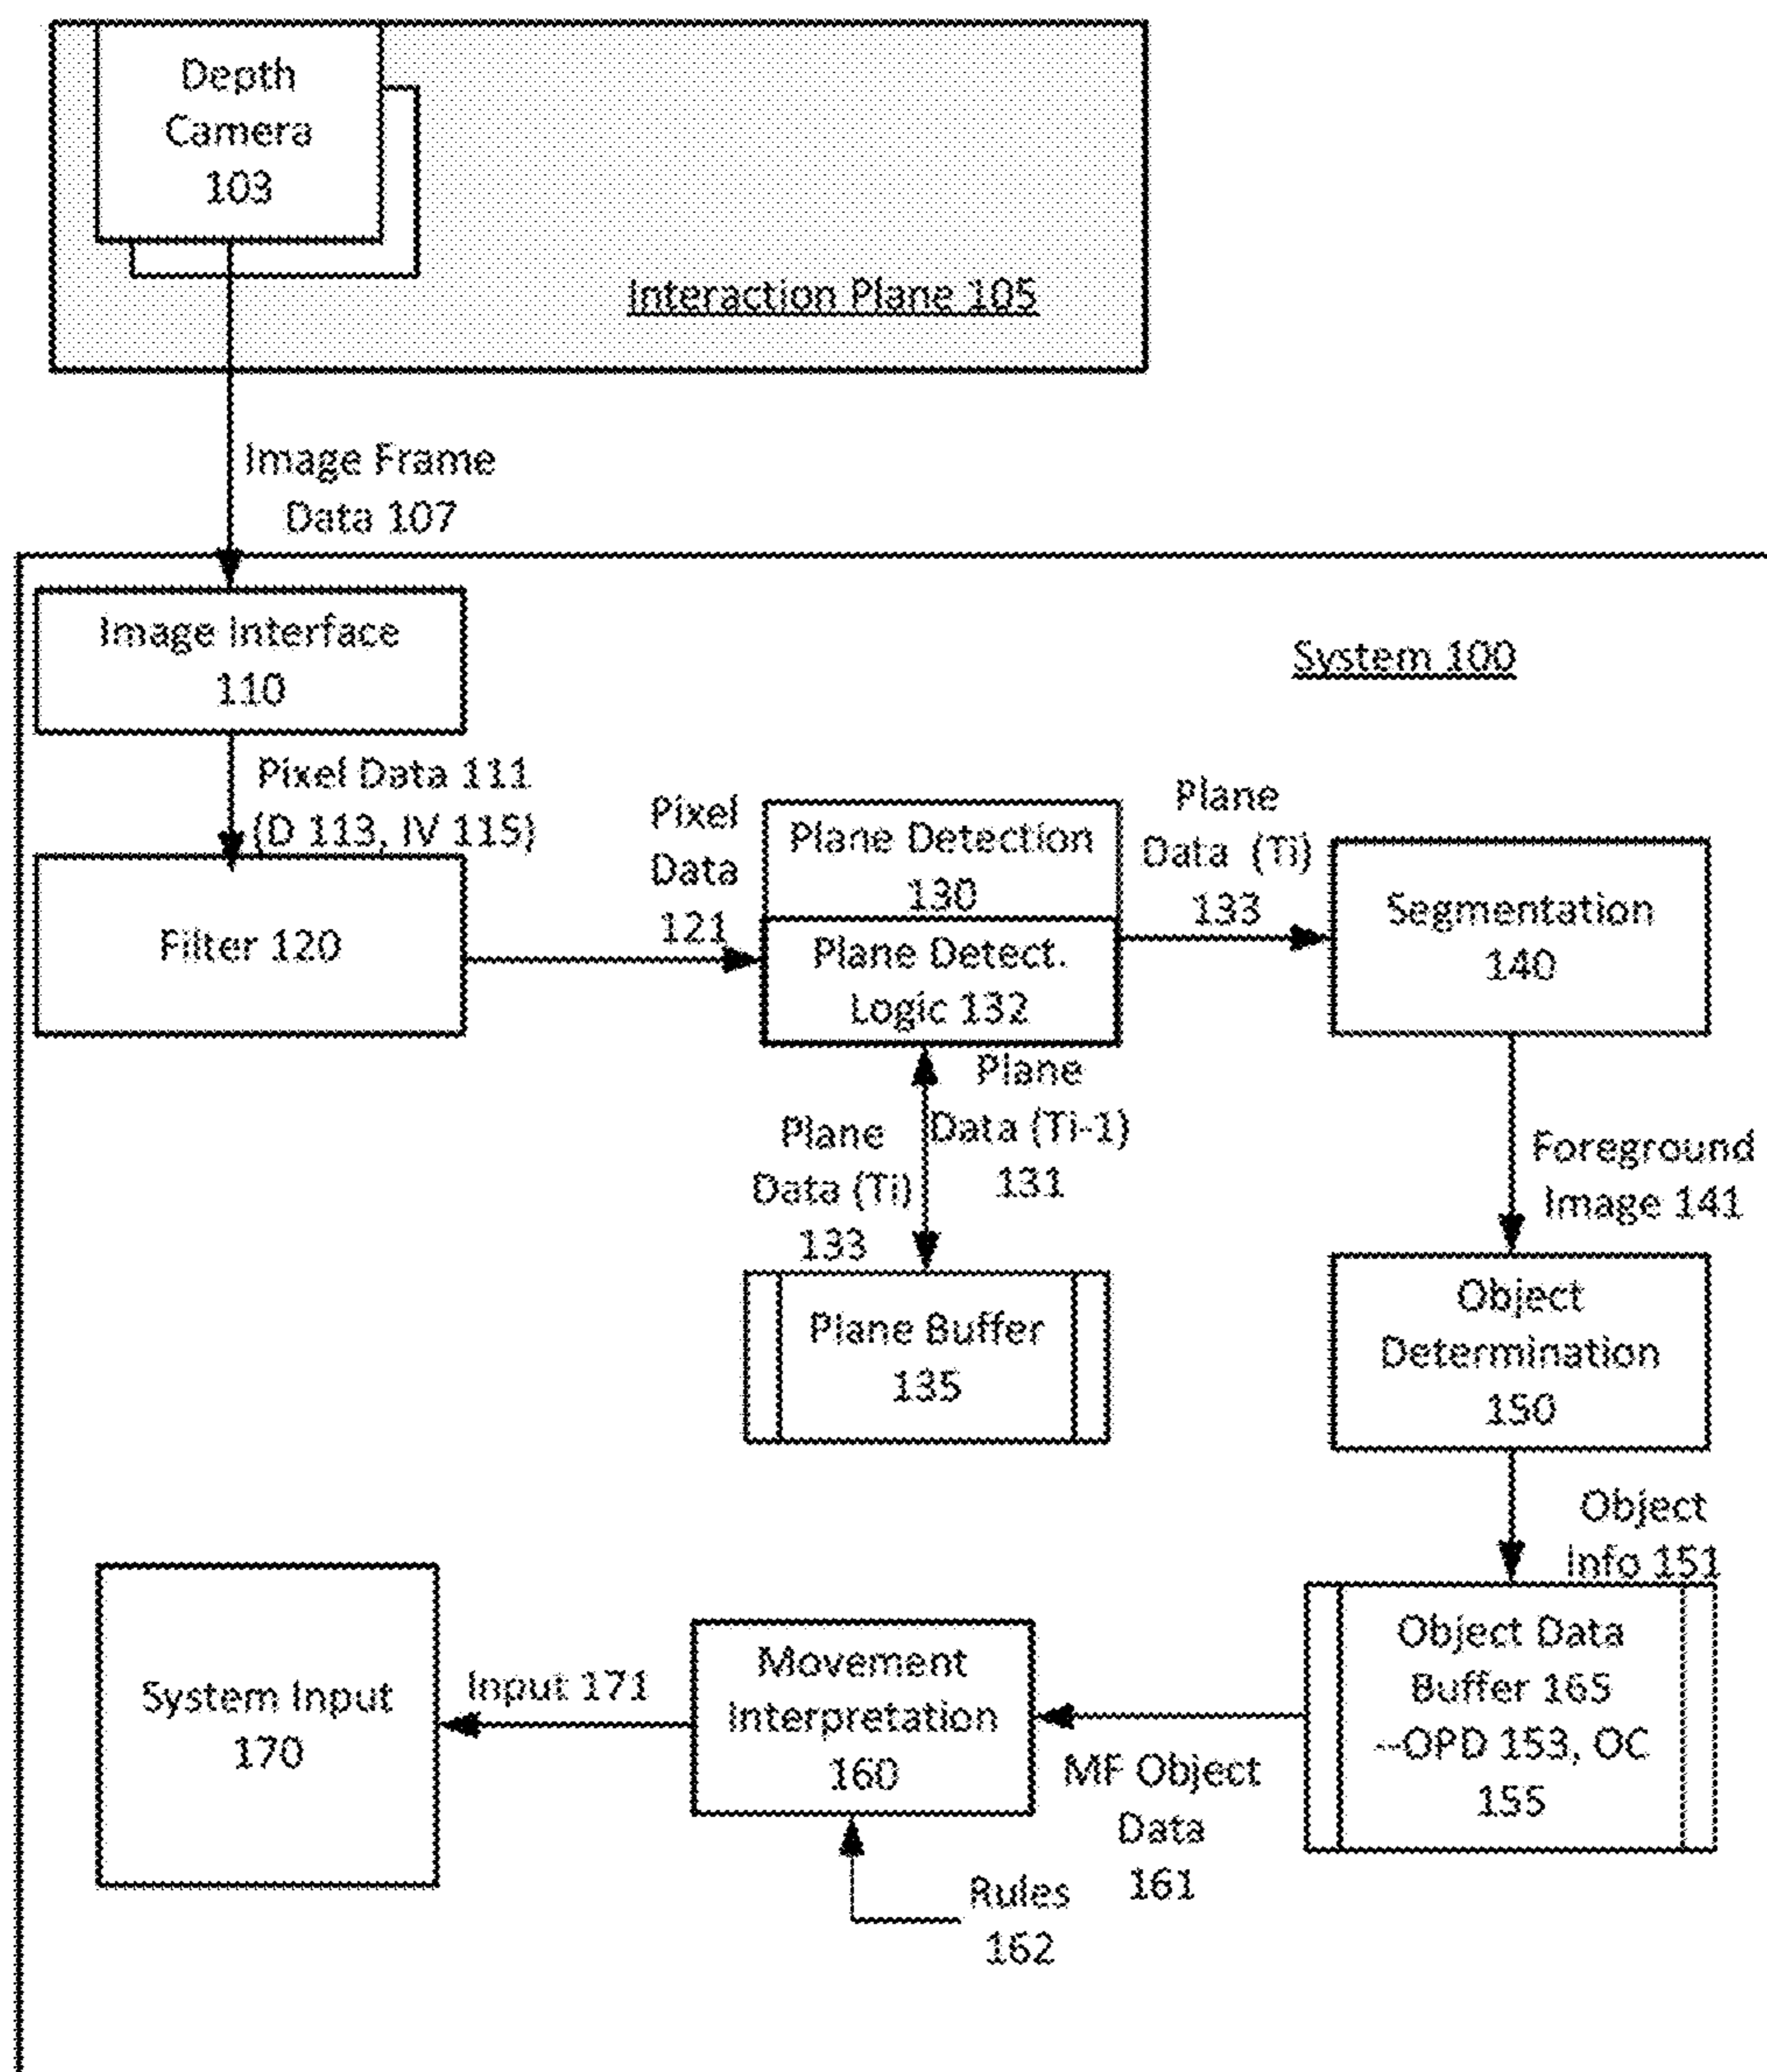 Depth
Camera
103
Interaction Plane 105
Image Frame
Data 107
Image Interface
110
System 100
Pixel Data 111
(D 113, IV 115)
Filter 120
Pixel
Data
121
Plane Detection
130
Plane Detect.
Logic 132
Plane
Data (Ti)
133
Segmentation
140
Plane
Data (Ti-1)
131
Plane
Data (Ti)
133
Plane Buffer
135
Foreground
Image 141
Object
Determination
150
Object
Info 151
Object Data
Buffer 165
--OPD 153, OC
155
MF Object
Data
161
Movement
Interpretation
160
Rules
162
Input 171
System Input
170